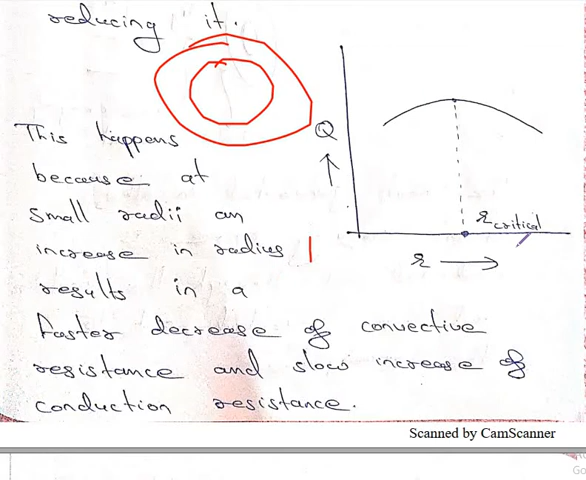 reducing it.
This happens
because at
small radii an
increase in radius
results in a
faster decrease of convective
resistance and slow increase of
conduction resistance.
Q
r critical
r
Scanned by CamScanner
Go